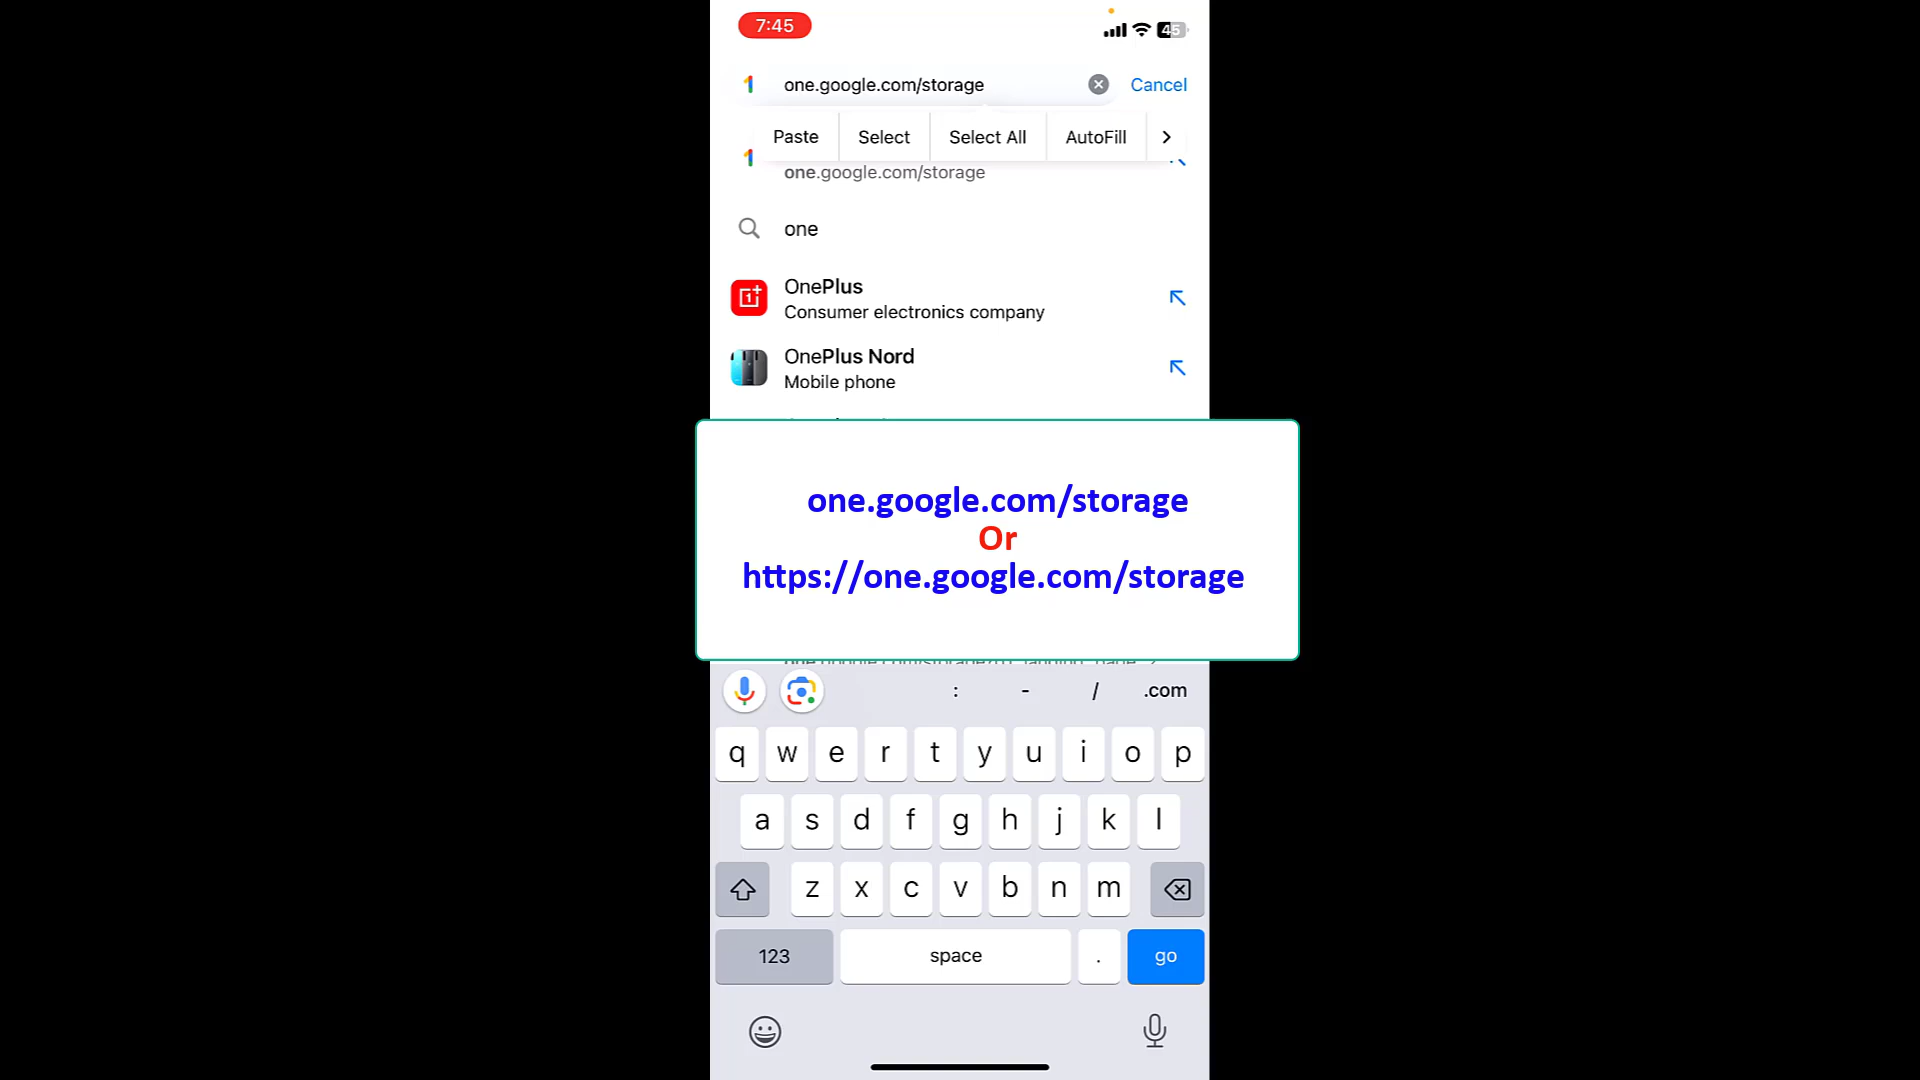 7:45
45
one.google.com/storage
Cancel
Paste
Select
Select All
AutoFill
one.google.com/storage
one
OnePlus
Consumer electronics company
OnePlus Nord
Mobile phone
one.google.com/storage
Or
https://one.google.com/storage
: - / .com
q w e r t y u i o p
a s d f g h j k l
z x c v b n m
123 space . go